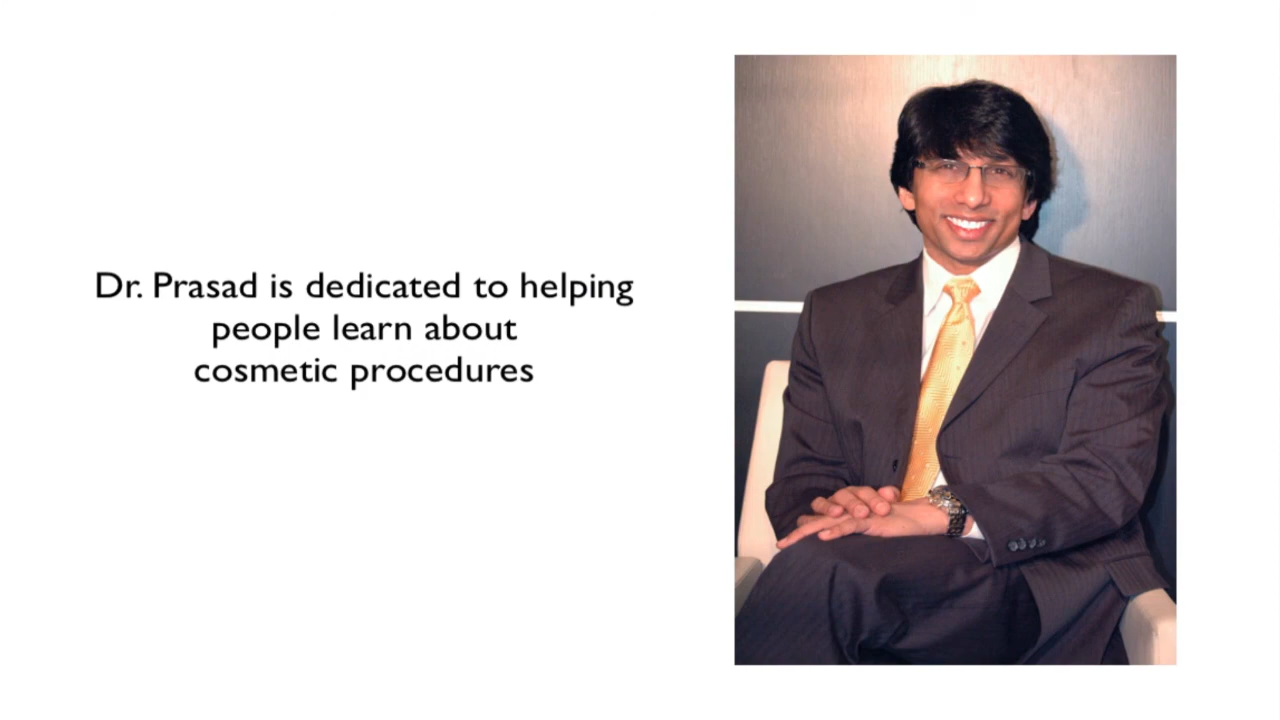 Dr. Prasad is dedicated to helping
people learn about
cosmetic procedures